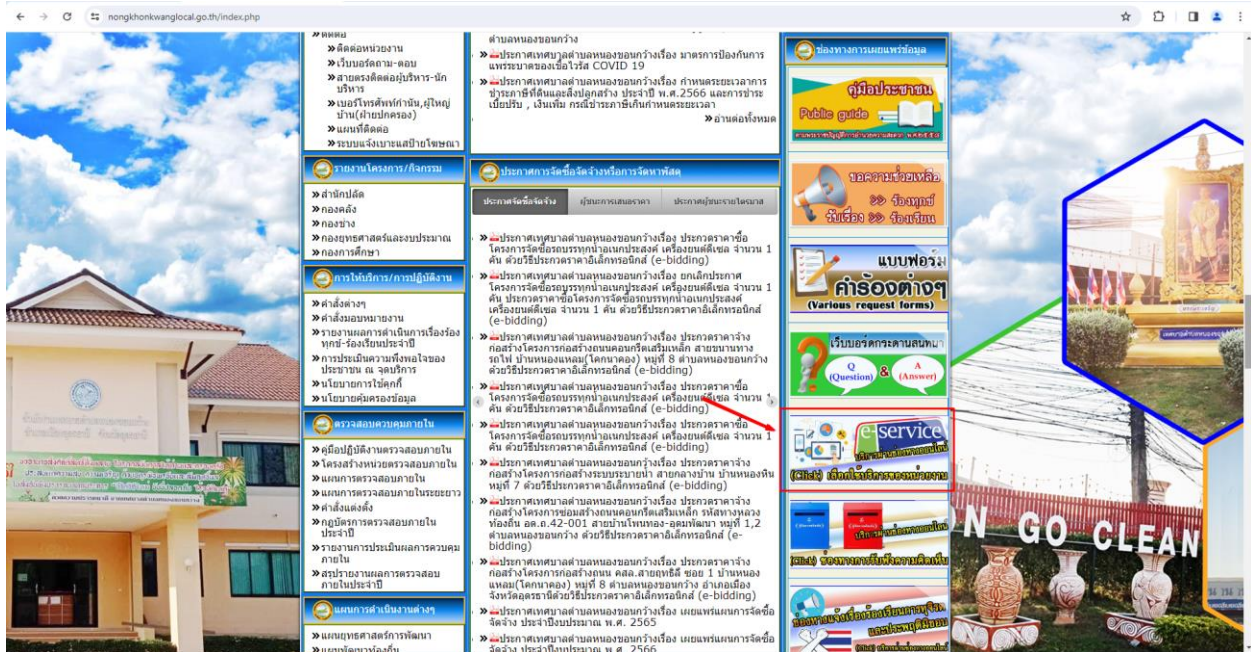 nongkhonkwanglocal.go.th/index.php
»ติดต่อ
»ติดต่อหน่วยงาน
»เว็บบอร์ดถาม-ตอบ
»สายตรงติดต่อผู้บริหาร-นัก
บริหาร
»เบอร์โทรศัพท์กำนัน,ผู้ใหญ่
บ้าน(ฝ่ายปกครอง)
»แผนที่ติดต่อ
»ระบบแจ้งเบาะแสป้ายโฆษณา
รายงานโครงการ/กิจกรรม
»สำนักปลัด
»กองคลัง
»กองช่าง
»กองยุทธศาสตร์และงบประมาณ
»กองการศึกษา
การให้บริการ/การปฏิบัติงาน
»คำสั่งต่างๆ
»คำสั่งมอบหมายงาน
»รายงานผลการดำเนินการเรื่องร้อง
ทุกข์-ร้องเรียนประจำปี
»การประเมินความพึงพอใจของ
ประชาชน ณ จุดบริการ
»นโยบายการใช้คุกกี้
»นโยบายคุ้มครองข้อมูล
ตรวจสอบควบคุมภายใน
»คู่มือปฏิบัติงานตรวจสอบภายใน
»โครงสร้างหน่วยตรวจสอบภายใน
»แผนการตรวจสอบภายใน
»แผนการตรวจสอบภายในระยะยาว
»คำสั่งแต่งตั้ง
»กฎบัตรการตรวจสอบภายใน
ประจำปี
»รายงานการประเมินผลการควบคุม
ภายใน
»สรุปรายงานผลการตรวจสอบ
ภายในประจำปี
แผนการดำเนินงานต่างๆ
»แผนยุทธศาสตร์การพัฒนา
»แผนพัฒนาท้องถิ่น
ตำบลหนองขอนกว้าง
»ประกาศเทศบาลตำบลหนองขอนกว้างเรื่อง มาตรการป้องกันการ
แพร่ระบาดของเชื้อไวรัส COVID 19
»ประกาศเทศบาลตำบลหนองขอนกว้างเรื่อง กำหนดระยะเวลาการ
ชำระภาษีที่ดินและสิ่งปลูกสร้าง ประจำปี พ.ศ.2566 และการชำระ
เบี้ยปรับ , เงินเพิ่ม กรณีชำระภาษีเกินกำหนดระยะเวลา
»อ่านต่อทั้งหมด
ประกาศการจัดซื้อจัดจ้างหรือการจัดหาพัสดุ
ประกาศจัดซื้อจัดจ้าง ผู้ชนะการเสนอราคา ประกาศผู้ชนะรายไตรมาส
»ประกาศเทศบาลตำบลหนองขอนกว้างเรื่อง ประกวดราคาซื้อ
โครงการจัดซื้อรถบรรทุกน้ำอเนกประสงค์ เครื่องยนต์ดีเซล จำนวน 1
คัน ด้วยวิธีประกวดราคาอิเล็กทรอนิกส์ (e-bidding)
»ประกาศเทศบาลตำบลหนองขอนกว้างเรื่อง ยกเลิกประกาศ
โครงการจัดซื้อรถบรรทุกน้ำอเนกประสงค์ เครื่องยนต์ดีเซล จำนวน 1
คัน ประกวดราคาซื้อโครงการจัดซื้อรถบรรทุกน้ำอเนกประสงค์
เครื่องยนต์ดีเซล จำนวน 1 คัน ด้วยวิธีประกวดราคาอิเล็กทรอนิกส์
(e-bidding)
»ประกาศเทศบาลตำบลหนองขอนกว้างเรื่อง ประกวดราคาจ้าง
ก่อสร้างโครงการก่อสร้างถนนคอนกรีตเสริมเหล็ก สายขนานทาง
รถไฟ บ้านหนองแหลม(โคกนาคอง) หมู่ที่ 8 ตำบลหนองขอนกว้าง
ด้วยวิธีประกวดราคาอิเล็กทรอนิกส์ (e-bidding)
»ประกาศเทศบาลตำบลหนองขอนกว้างเรื่อง ประกวดราคาซื้อ
โครงการจัดซื้อรถบรรทุกน้ำอเนกประสงค์ เครื่องยนต์ดีเซล จำนวน 1
คัน ด้วยวิธีประกวดราคาอิเล็กทรอนิกส์ (e-bidding)
»ประกาศเทศบาลตำบลหนองขอนกว้างเรื่อง ประกวดราคาซื้อ
โครงการจัดซื้อรถบรรทุกน้ำอเนกประสงค์ เครื่องยนต์ดีเซล จำนวน 1
คัน ด้วยวิธีประกวดราคาอิเล็กทรอนิกส์ (e-bidding)
»ประกาศเทศบาลตำบลหนองขอนกว้างเรื่อง ประกวดราคาจ้าง
ก่อสร้างโครงการก่อสร้างระบบระบายน้ำ สายกลางบ้าน บ้านหนองหิน
หมู่ที่ 7 ด้วยวิธีประกวดราคาอิเล็กทรอนิกส์ (e-bidding)
»ประกาศเทศบาลตำบลหนองขอนกว้างเรื่อง ประกวดราคาจ้าง
ก่อสร้างโครงการซ่อมสร้างถนนคอนกรีตเสริมเหล็ก รหัสทางหลวง
ท้องถิ่น อด.ถ.42-001 สายบ้านโพนทอง-อุดมพัฒนา หมู่ที่ 1,2
ตำบลหนองขอนกว้าง ด้วยวิธีประกวดราคาอิเล็กทรอนิกส์ (e-
bidding)
»ประกาศเทศบาลตำบลหนองขอนกว้างเรื่อง ประกวดราคาจ้าง
ก่อสร้างโครงการก่อสร้างถนน คสล.สายฤทธิลี ซอย 1 บ้านหนอง
แหลม(โคกนาคอง) หมู่ที่ 8 ตำบลหนองขอนกว้าง อำเภอเมือง
จังหวัดอุดรธานีด้วยวิธีประกวดราคาอิเล็กทรอนิกส์ (e-bidding)
»ประกาศเทศบาลตำบลหนองขอนกว้างเรื่อง เผยแพร่แผนการจัดซื้อ
จัดจ้าง ประจำปีงบประมาณ พ.ศ. 2565
»ประกาศเทศบาลตำบลหนองขอนกว้างเรื่อง เผยแพร่แผนการจัดซื้อ
จัดจ้าง ประจำปีงบประมาณ พ.ศ. 2566
ช่องทางการเผยแพร่ข้อมูล
คู่มือประชาชน
Public guide
ขอความช่วยเหลือ
>> ร้องทุกข์
รับเรื่อง >> ร้องเรียน
แบบฟอร์ม
คำร้องต่างๆ
(Various request forms)
เว็บบอร์ดกระดานสนทนา
Q & A
(Question) (Answer)
e-service
บริการผ่านช่องทางออนไลน์
(Click) เลือกใช้บริการของหน่วยงาน
บริการผ่านช่องทางออนไลน์
(Click) ช่องทางการรับฟังความคิดเห็น
ช่องทางแจ้งเรื่องร้องเรียนการทุจริต
และประพฤติมิชอบ
N GO CLEAN